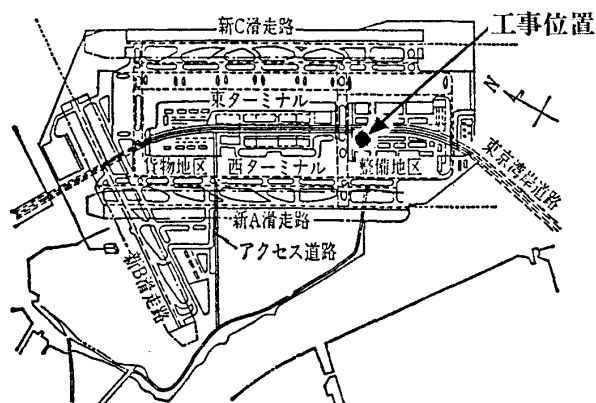 新C滑走路
工事位置
N
東ターミナル
貨物地区
西ターミナル
整備地区
東京湾岸道路
新A滑走路
アクセス道路
新B滑走路